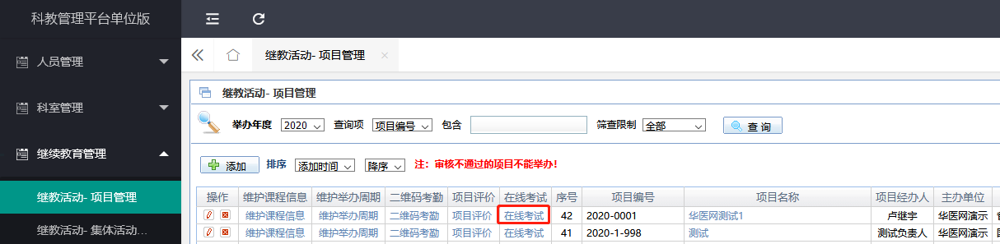 科教管理平台单位版
人员管理
科室管理
继续教育管理
继教活动- 项目管理
继教活动- 集体活动...
继教活动- 项目管理 ×
继教活动- 项目管理
举办年度 2020 查询项 项目编号 包含 筛查限制 全部 查 询
添加 排序 添加时间 降序 注：审核不通过的项目不能举办！
操作 维护课程信息 维护举办周期 二维码考勤 项目评价 在线考试 序号 项目编号 项目名称 项目经办人 主办单位
维护课程信息 维护举办周期 二维码考勤 项目评价 在线考试 42 2020-0001 华医网测试1 卢继宇 华医网演示
维护课程信息 维护举办周期 二维码考勤 项目评价 在线考试 41 2020-1-998 测试 测试负责人 华医网演示